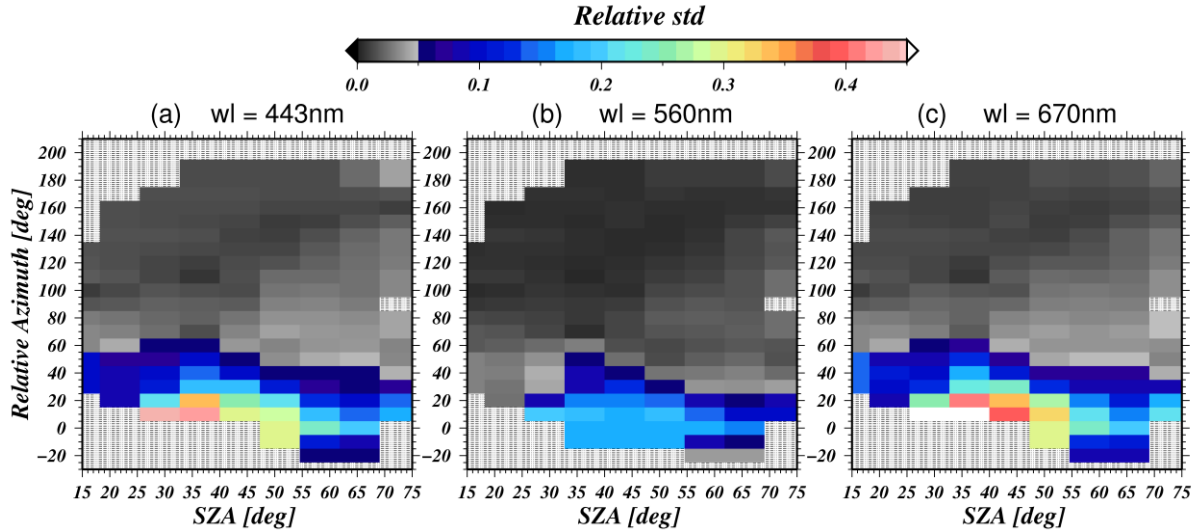 Relative std
0.0 0.1 0.2 0.3 0.4
(a) wl = 443nm (b) wl = 560nm (c) wl = 670nm
Relative Azimuth [deg]
200 200 200
180 180 180
160 160 160
140 140 140
120 120 120
100 100 100
80 80 80
60 60 60
40 40 40
20 20 20
0 0 0
−20 −20 −20
15 20 25 30 35 40 45 50 55 60 65 70 75 15 20 25 30 35 40 45 50 55 60 65 70 75 15 20 25 30 35 40 45 50 55 60 65 70 75
SZA [deg] SZA [deg] SZA [deg]